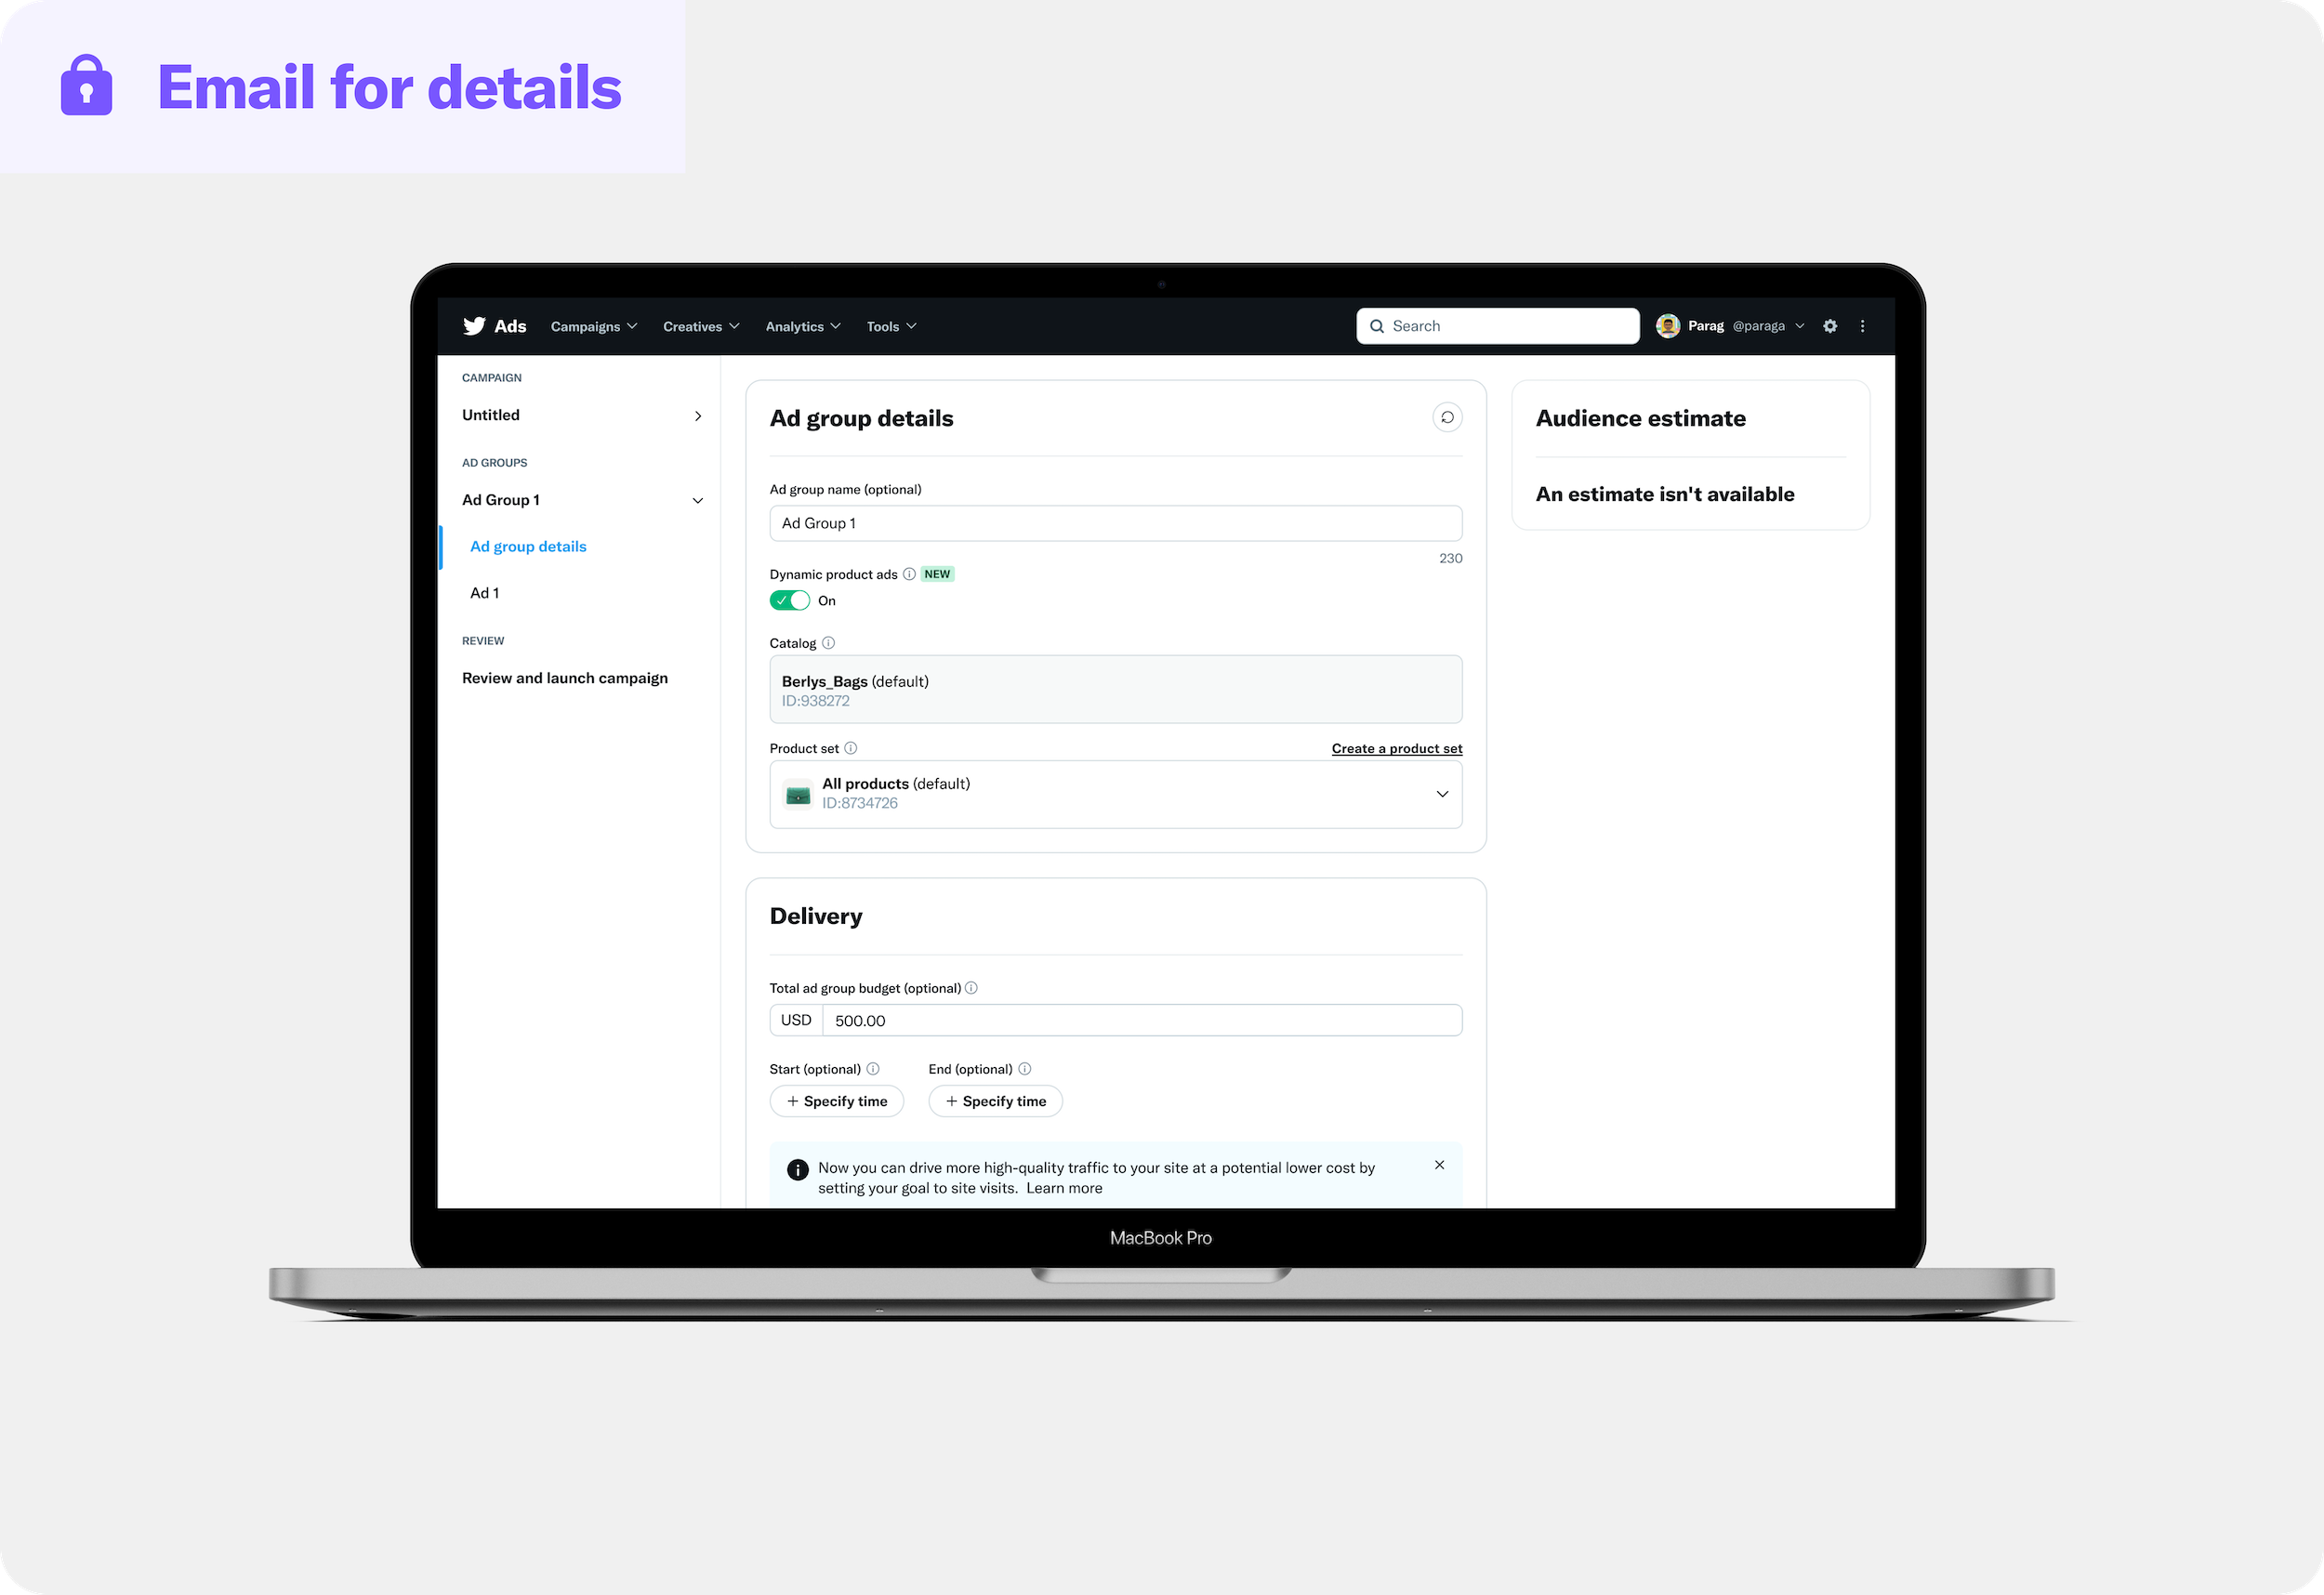 Email for details
Ads Campaigns Creatives Analytics Tools Search Parag @paraga
CAMPAIGN
Untitled
AD GROUPS
Ad Group 1
Ad group details
Ad 1
REVIEW
Review and launch campaign
Ad group details
Ad group name (optional)
Ad Group 1
230
Dynamic product ads NEW
On
Catalog
Berlys_Bags (default)
ID:938272
Product set Create a product set
All products (default)
ID:8734726
Delivery
Total ad group budget (optional)
USD 500.00
Start (optional) End (optional)
+ Specify time + Specify time
Now you can drive more high-quality traffic to your site at a potential lower cost by
setting your goal to site visits. Learn more
Audience estimate
An estimate isn't available
MacBook Pro